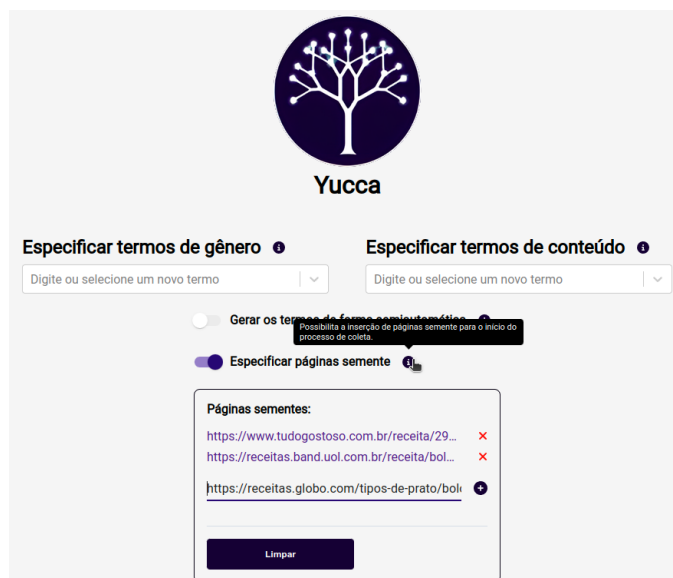 Yucca
Especificar termos de gênero
Especificar termos de conteúdo
Digite ou selecione um novo termo
Digite ou selecione um novo termo
Gerar os termos de forma semiautomática
Possibilita a inserção de páginas semente para o início do
processo de coleta.
Especificar páginas semente
Páginas sementes:
https://www.tudogostoso.com.br/receita/29...
https://receitas.band.uol.com.br/receita/bol...
https://receitas.globo.com/tipos-de-prato/bol
Limpar